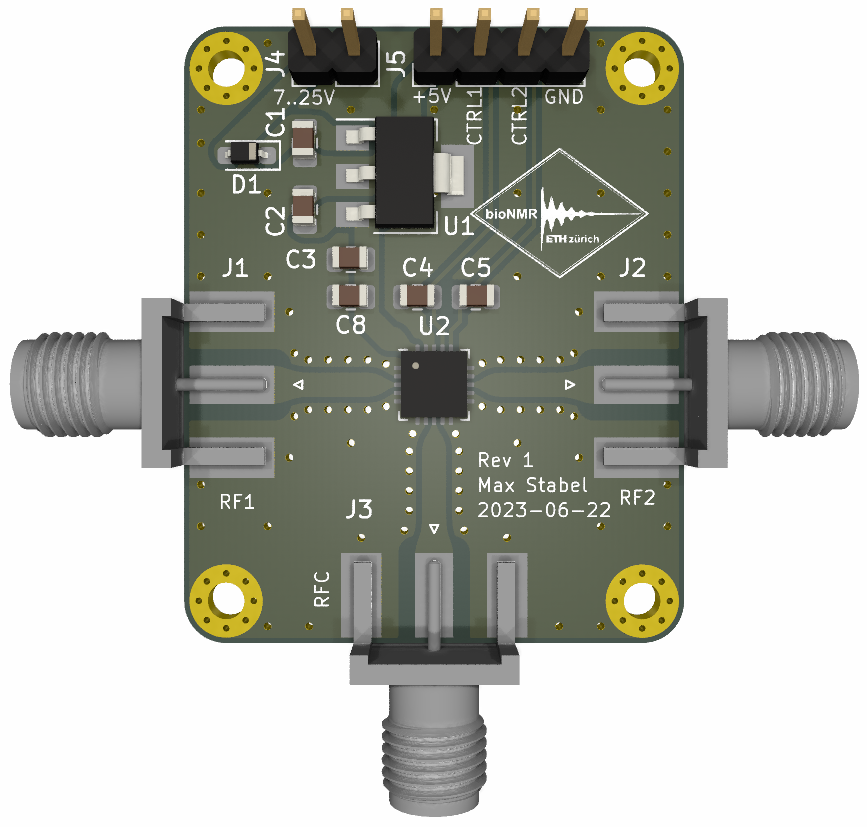 J4
J5
7..25V
+5V
CTRL1
CTRL2
GND
C1
D1
C2
U1
bioNMR
ETH zürich
C3
C4
C5
J1
J2
C8
U2
Rev 1
Max Stabel
2023-06-22
RF1
RF2
J3
RFC